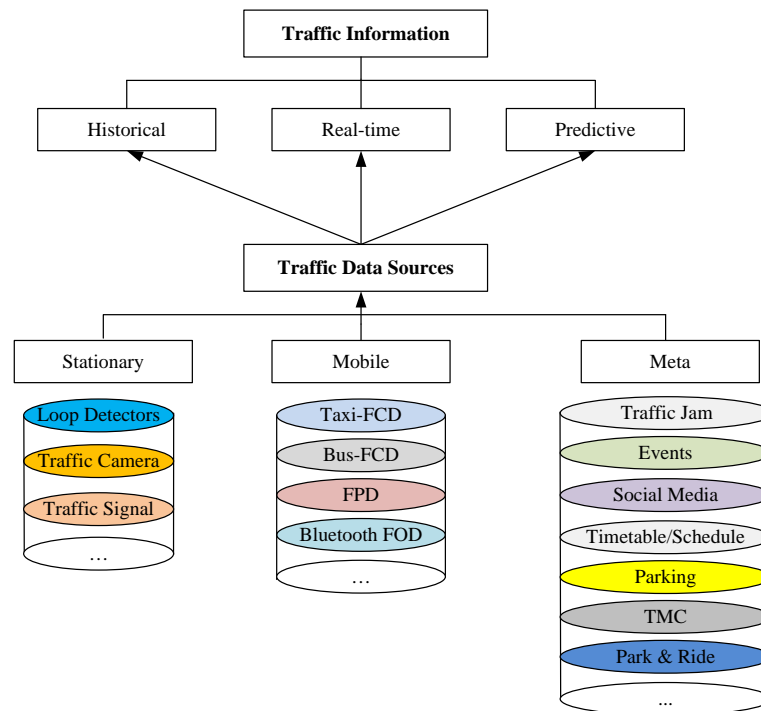 Traffic Information
Historical
Real-time
Predictive
Traffic Data Sources
Stationary
Mobile
Meta
Loop Detectors
Traffic Camera
Traffic Signal
…
Taxi-FCD
Bus-FCD
FPD
Bluetooth FOD
…
Traffic Jam
Events
Social Media
Timetable/Schedule
Parking
TMC
Park & Ride
...